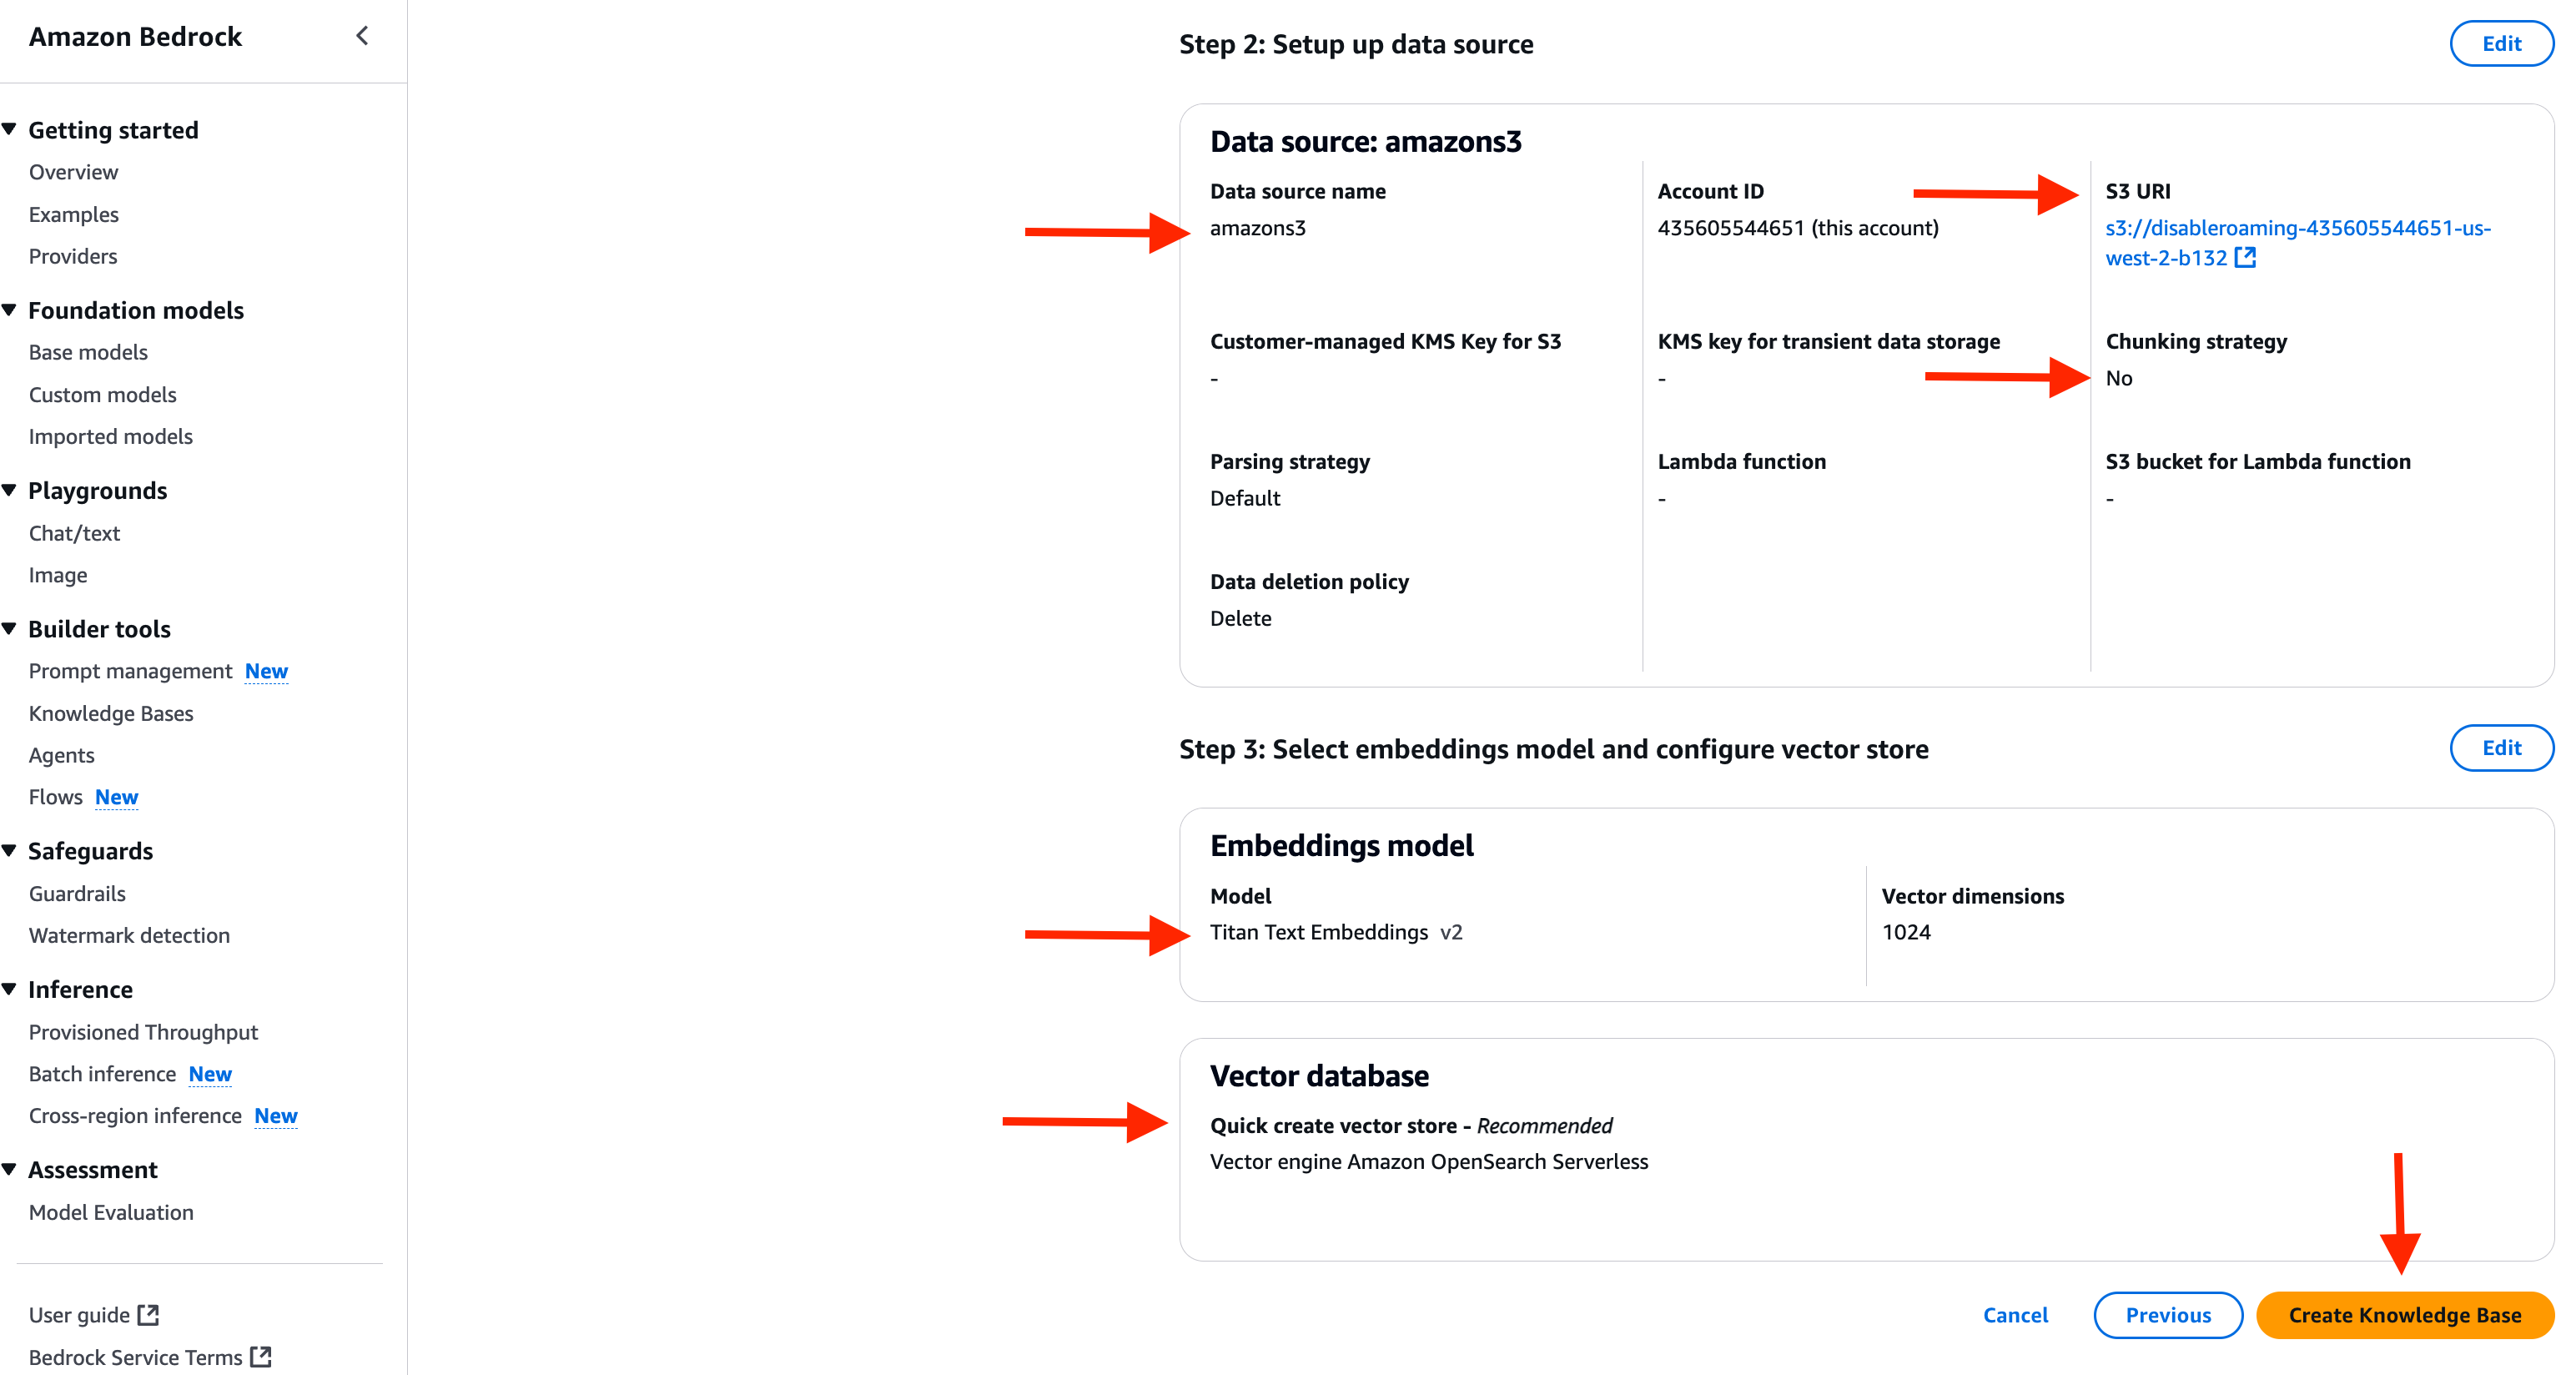 Amazon Bedrock
Getting started
Overview
Examples
Providers
Foundation models
Base models
Custom models
Imported models
Playgrounds
Chat/text
Image
Builder tools
Prompt management New
Knowledge Bases
Agents
Flows New
Safeguards
Guardrails
Watermark detection
Inference
Provisioned Throughput
Batch inference New
Cross-region inference New
Assessment
Model Evaluation
User guide
Bedrock Service Terms
Step 2: Setup up data source
Edit
Data source: amazons3
Data source name
amazons3
Account ID
435605544651 (this account)
S3 URI
s3://disableroaming-435605544651-us-
west-2-b132
Customer-managed KMS Key for S3
-
KMS key for transient data storage
-
Chunking strategy
No
Parsing strategy
Default
Lambda function
-
S3 bucket for Lambda function
-
Data deletion policy
Delete
Step 3: Select embeddings model and configure vector store
Edit
Embeddings model
Model
Titan Text Embeddings v2
Vector dimensions
1024
Vector database
Quick create vector store - Recommended
Vector engine Amazon OpenSearch Serverless
Cancel
Previous
Create Knowledge Base